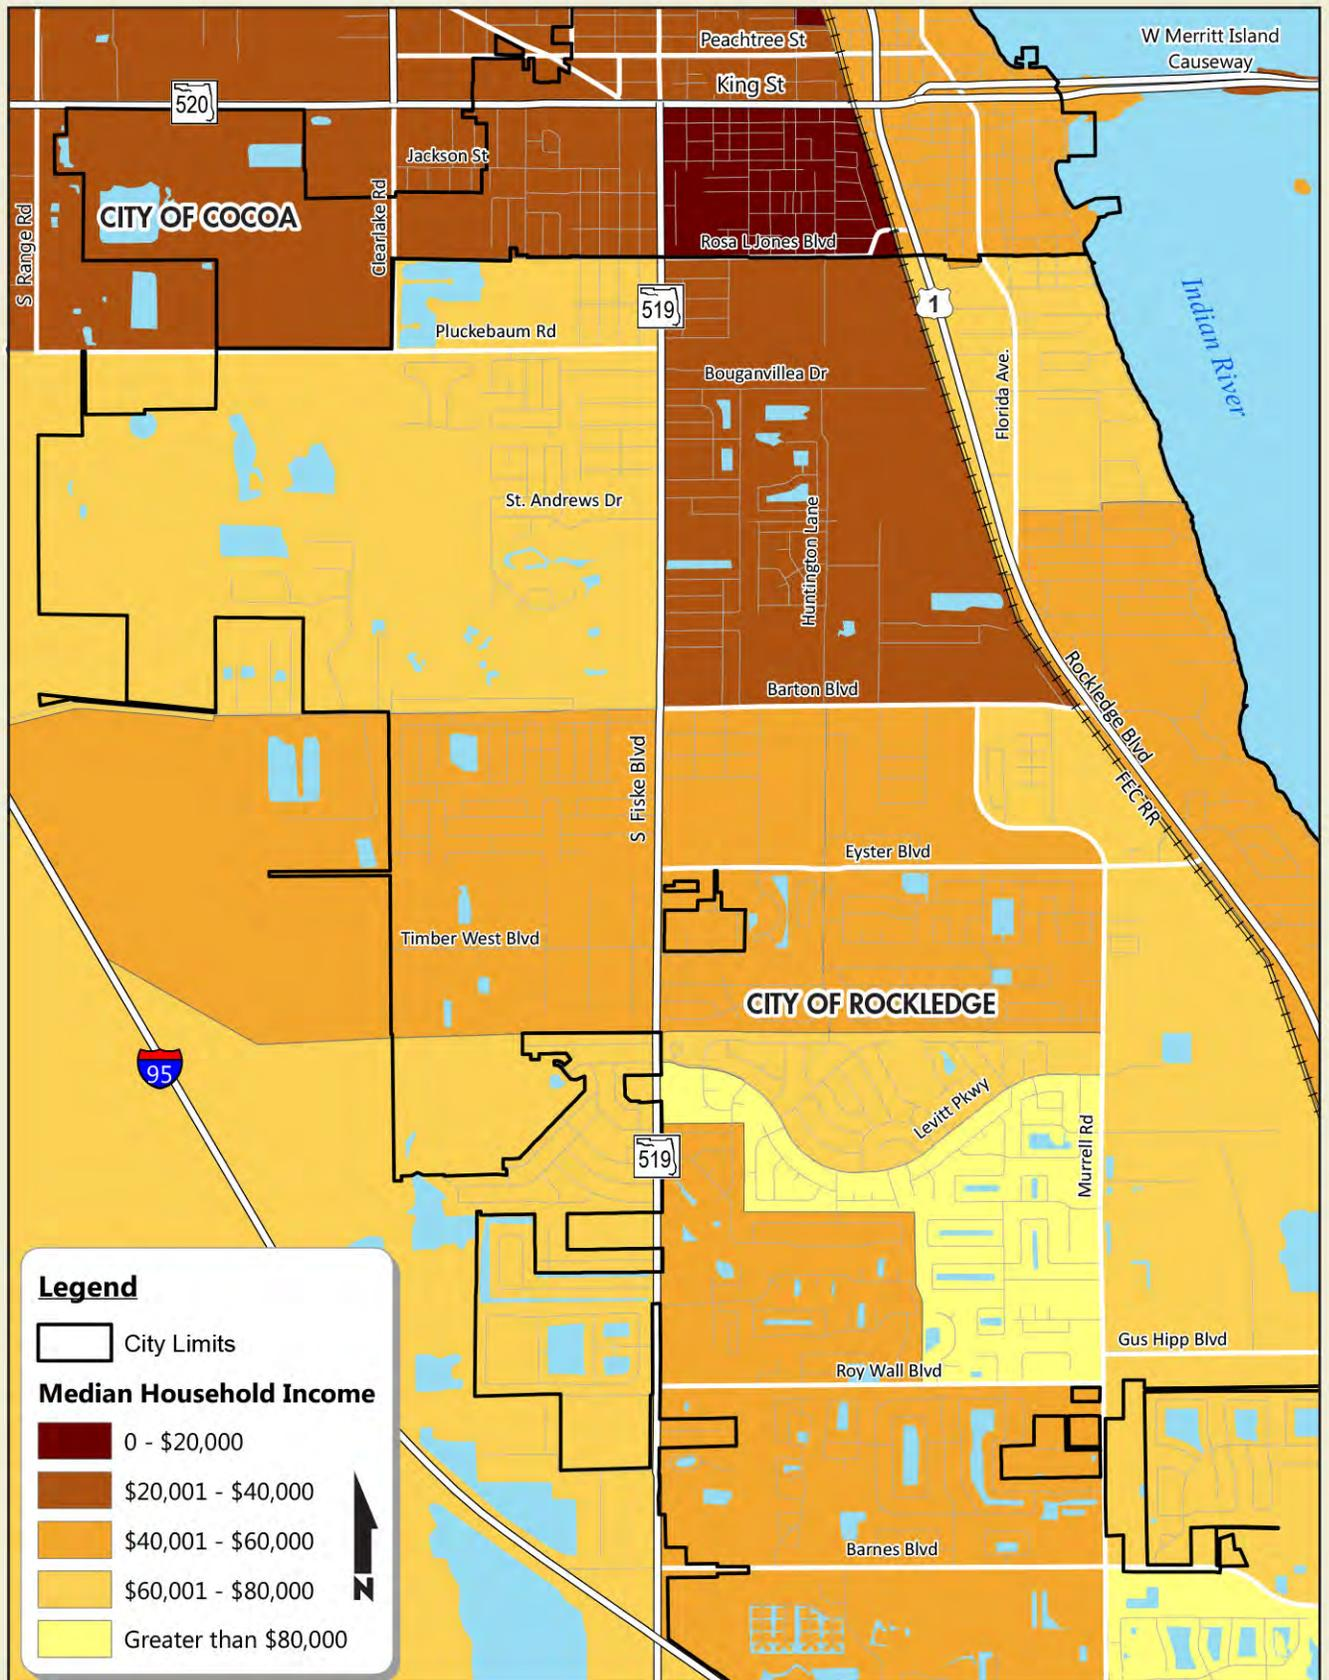 W Merritt Island
Causeway
Peachtree St
King St
520
Jackson St
CITY OF COCOA
Clearlake Rd
S Range Rd
Rosa L Jones Blvd
519
1
Indian River
Pluckebaum Rd
Bouganvillea Dr
Florida Ave.
St. Andrews Dr
Huntington Lane
Barton Blvd
Rockledge Blvd
FEC RR
S Fiske Blvd
Eyster Blvd
Timber West Blvd
CITY OF ROCKLEDGE
95
Levitt Pkwy
519
Murrell Rd
Gus Hipp Blvd
Roy Wall Blvd
Barnes Blvd
Legend
City Limits
Median Household Income
0 - $20,000
$20,001 - $40,000
$40,001 - $60,000
$60,001 - $80,000
Greater than $80,000
N